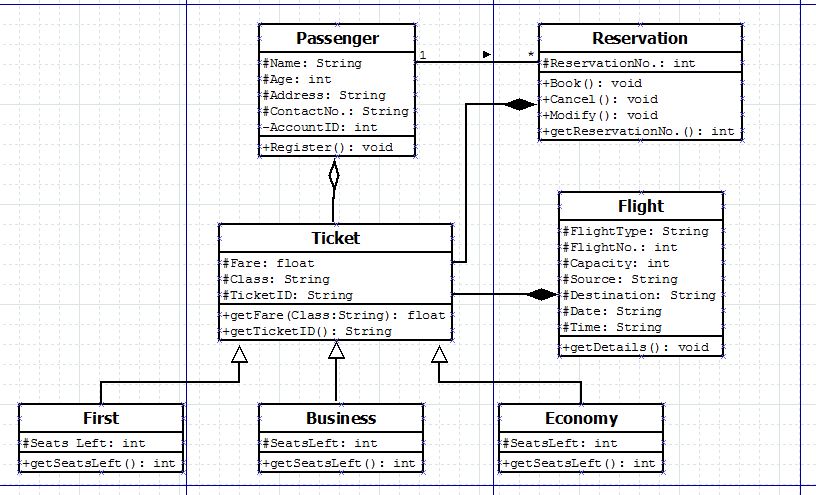 Passenger
#Name: String
#Age: int
#Address: String
#ContactNo.: String
-AccountID: int
+Register(): void
1
*
Reservation
#ReservationNo.: int
+Book(): void
+Cancel(): void
+Modify(): void
+getReservationNo.(): int
Flight
#FlightType: String
#FlightNo.: int
#Capacity: int
#Source: String
#Destination: String
#Date: String
#Time: String
+getDetails(): void
Ticket
#Fare: float
#Class: String
#TicketID: String
+getFare(Class:String): float
+getTicketID(): String
First
#Seats Left: int
+getSeatsLeft(): int
Business
#SeatsLeft: int
+getSeatsLeft(): int
Economy
#SeatsLeft: int
+getSeatsLeft(): int